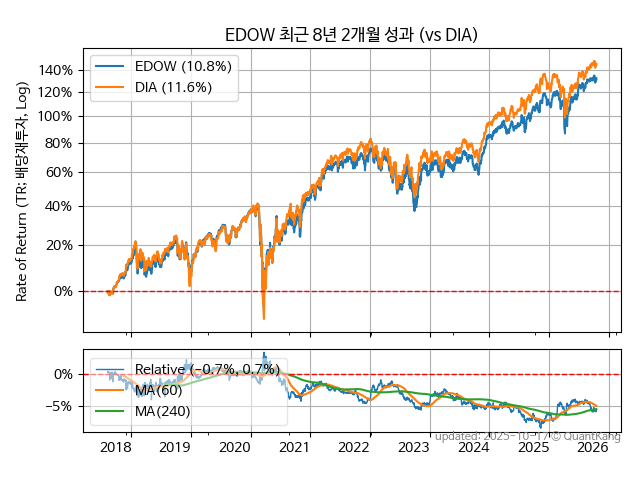 EDOW 최근 8년 2개월 성과 (vs DIA)
Rate of Return (TR: 배당재투자, Log)
EDOW (10.8%)
DIA (11.6%)
140%
120%
100%
80%
60%
40%
20%
0%
Relative (−0.7%, 0.7%)
MA(60)
MA(240)
0%
−5%
2018 2019 2020 2021 2022 2023 2024 2025 2026
updated: 2025-10-17 © QuantKang